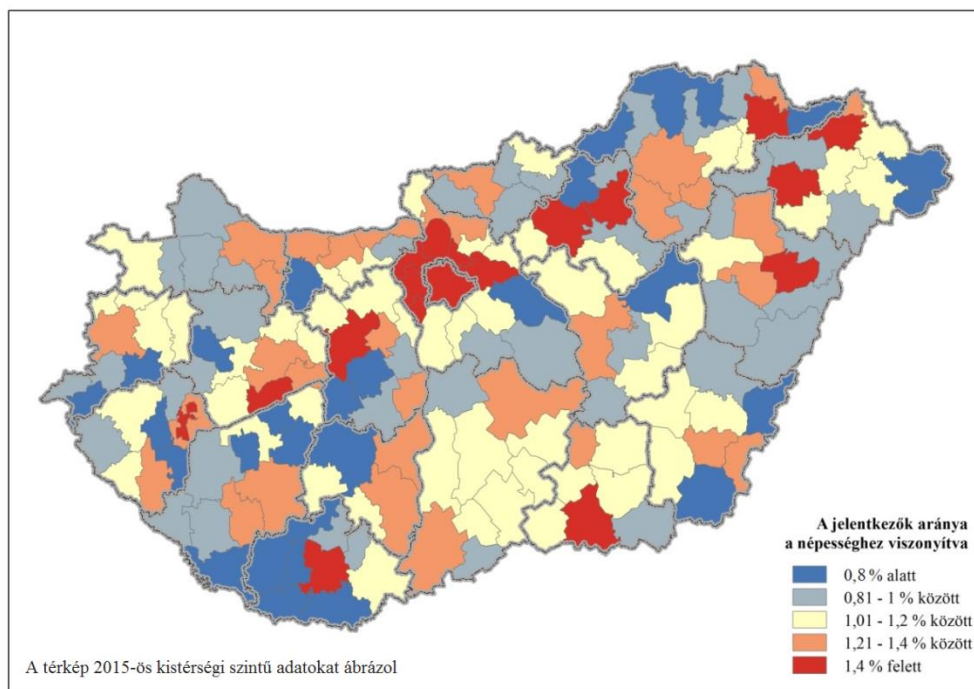 A jelentkezők aránya
a népességhez viszonyítva
0,8 % alatt
0,81 - 1 % között
1,01 - 1,2 % között
1,21 - 1,4 % között
1,4 % felett
A térkép 2015-ös kistérségi szintű adatokat ábrázol